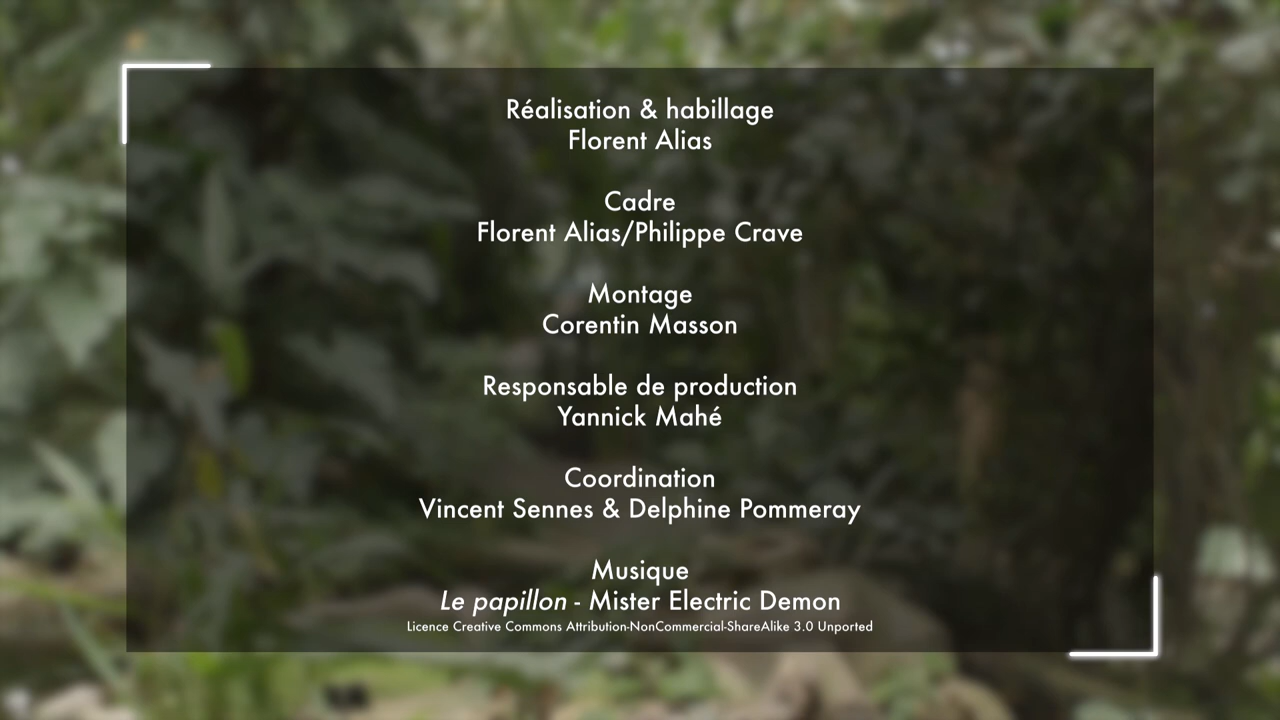 Réalisation & habillage
Florent Alias
Cadre
Florent Alias/Philippe Crave
Montage
Corentin Masson
Responsable de production
Yannick Mahé
Coordination
Vincent Sennes & Delphine Pommeray
Musique
Le papillon - Mister Electric Demon
Licence Creative Commons Attribution-NonCommercial-ShareAlike 3.0 Unported